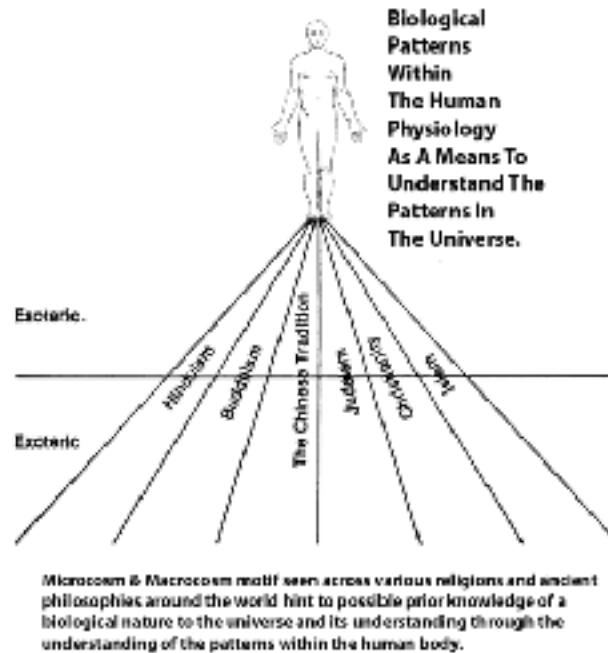 Biological
Patterns
Within
The Human
Physiology
As A Means To
Understand The
Patterns In
The Universe.
Esoteric.
Hinduism
Buddhism
The Chinese Tradition
Judaism
Christianity
Islam
Exoteric
Microcosm & Macrocosm motif seen across various religions and ancient
philosophies around the world hint to possible prior knowledge of a
biological nature to the universe and its understanding through the
understanding of the patterns within the human body.